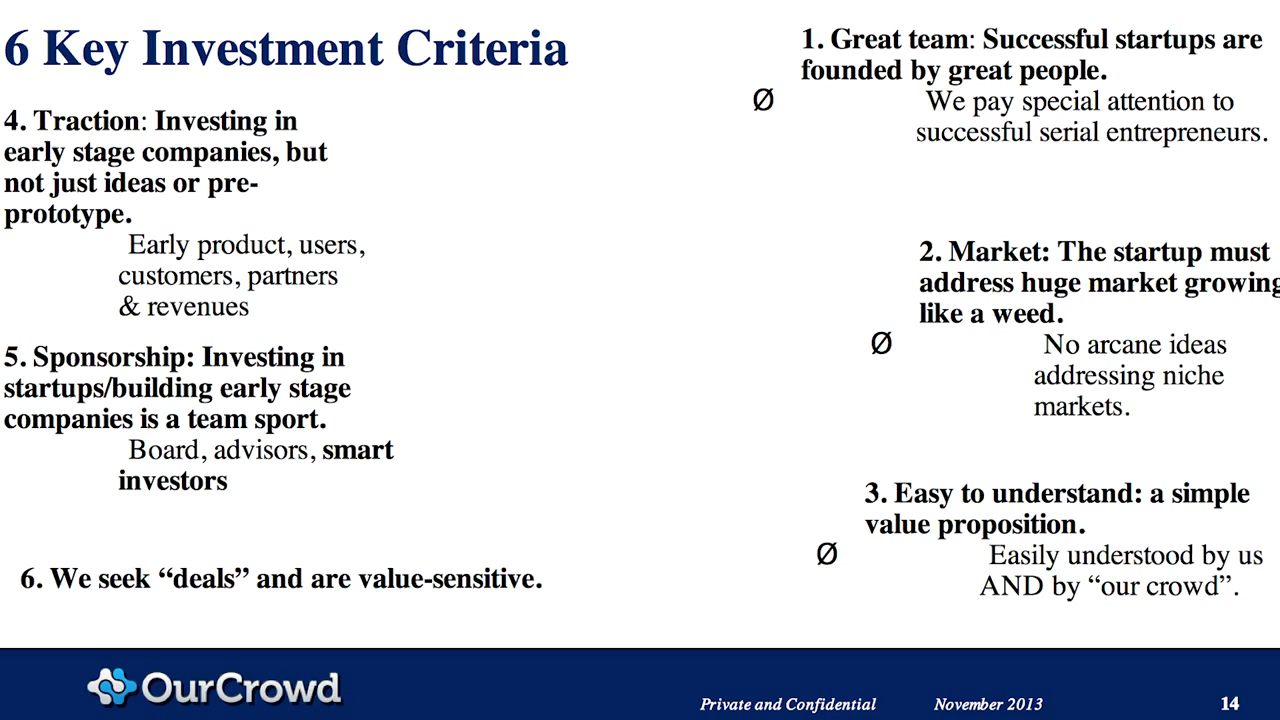 6 Key Investment Criteria
1. Great team: Successful startups are
founded by great people.
Ø We pay special attention to
successful serial entrepreneurs.
2. Market: The startup must
address huge market growing
like a weed.
Ø No arcane ideas
addressing niche
markets.
3. Easy to understand: a simple
value proposition.
Ø Easily understood by us
AND by “our crowd”.
4. Traction: Investing in
early stage companies, but
not just ideas or pre-
prototype.
Early product, users,
customers, partners
& revenues
5. Sponsorship: Investing in
startups/building early stage
companies is a team sport.
Board, advisors, smart
investors
6. We seek “deals” and are value-sensitive.
OurCrowd
Private and Confidential
November 2013
14